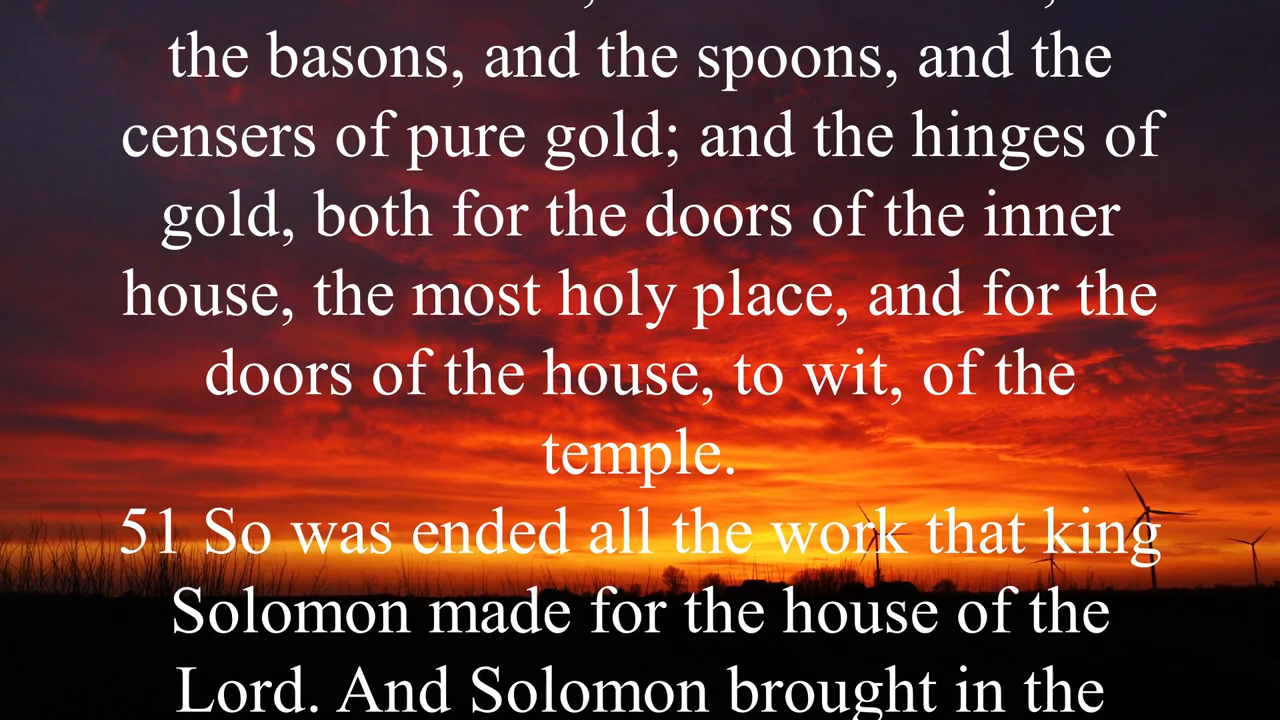 the basons, and the spoons, and the
censers of pure gold; and the hinges of
gold, both for the doors of the inner
house, the most holy place, and for the
doors of the house, to wit, of the
temple.
51 So was ended all the work that king
Solomon made for the house of the
Lord. And Solomon brought in the